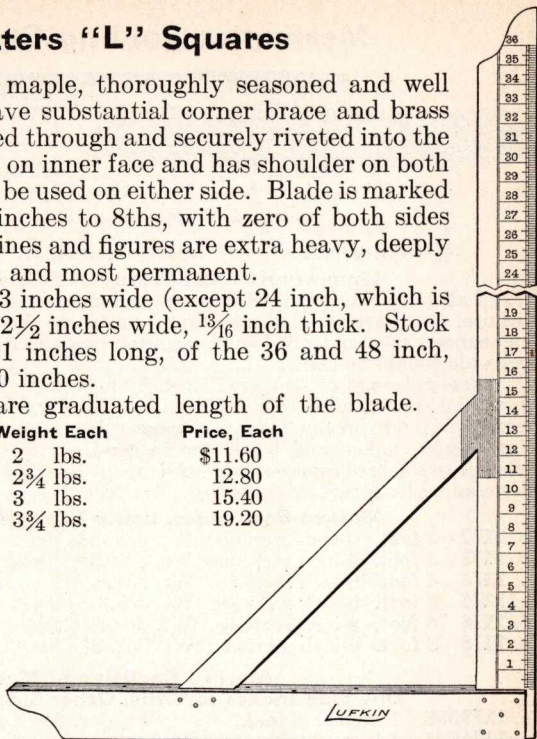 ters “L” Squares
maple, thoroughly seasoned and well
ave substantial corner brace and brass
ed through and securely riveted into the
on inner face and has shoulder on both
be used on either side. Blade is marked
inches to 8ths, with zero of both sides
ines and figures are extra heavy, deeply
and most permanent.
3 inches wide (except 24 inch, which is
2½ inches wide, 13/16 inch thick. Stock
1 inches long, of the 36 and 48 inch,
0 inches.
are graduated length of the blade.
Weight Each Price, Each
2 lbs. $11.60
2¾ lbs. 12.80
3 lbs. 15.40
3¾ lbs. 19.20
36
35
34
33
32
31
30
29
28
27
26
25
24
19
18
17
16
15
14
13
12
11
10
9
8
7
6
5
4
3
2
1
LUFKIN